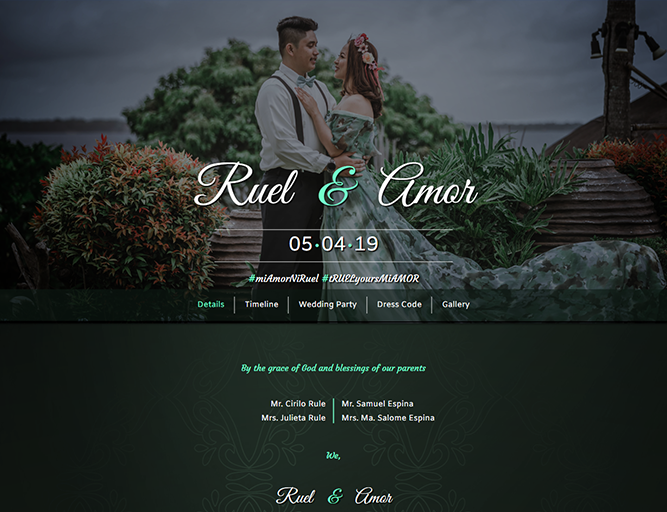 Ruel & Amor
05•04•19
#miAmorNiRuel #tRUELyoursMiAMOR
Details Timeline Wedding Party Dress Code Gallery
By the grace of God and blessings of our parents
Mr. Cirilo Rule Mr. Samuel Espina
Mrs. Julieta Rule Mrs. Ma. Salome Espina
We,
Ruel & Amor